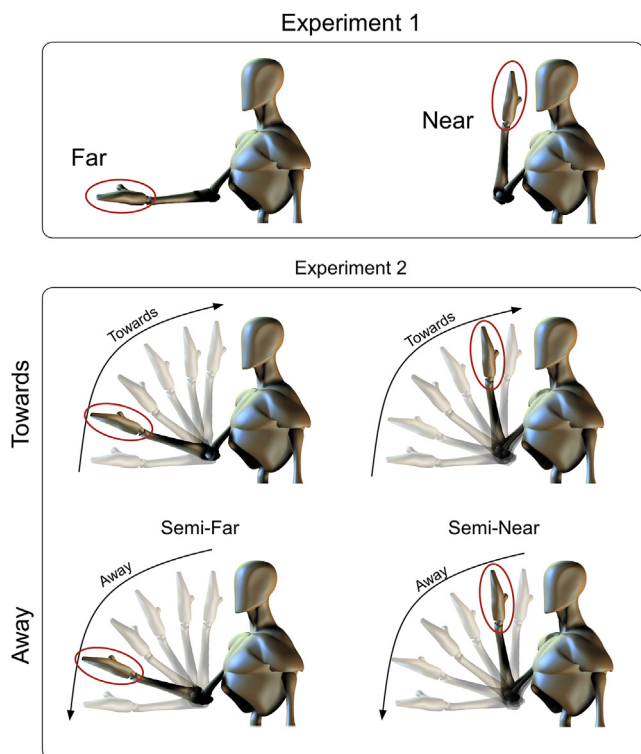 Experiment 1
Far
Near
Experiment 2
Towards
Towards
Towards
Semi-Far
Semi-Near
Away
Away
Away